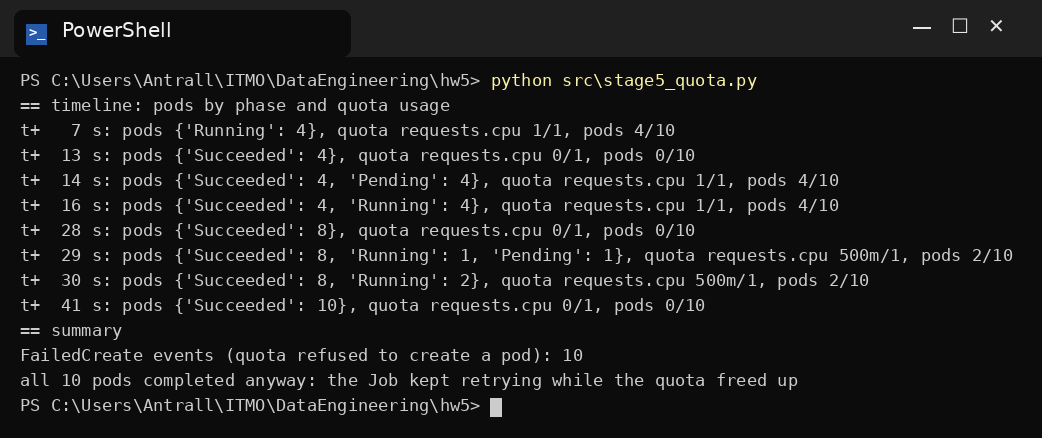 PowerShell
PS C:\Users\Antrall\ITMO\DataEngineering\hw5> python src\stage5_quota.py
== timeline: pods by phase and quota usage
t+   7 s: pods {'Running': 4}, quota requests.cpu 1/1, pods 4/10
t+  13 s: pods {'Succeeded': 4}, quota requests.cpu 0/1, pods 0/10
t+  14 s: pods {'Succeeded': 4, 'Pending': 4}, quota requests.cpu 1/1, pods 4/10
t+  16 s: pods {'Succeeded': 4, 'Running': 4}, quota requests.cpu 1/1, pods 4/10
t+  28 s: pods {'Succeeded': 8}, quota requests.cpu 0/1, pods 0/10
t+  29 s: pods {'Succeeded': 8, 'Running': 1, 'Pending': 1}, quota requests.cpu 500m/1, pods 2/10
t+  30 s: pods {'Succeeded': 8, 'Running': 2}, quota requests.cpu 500m/1, pods 2/10
t+  41 s: pods {'Succeeded': 10}, quota requests.cpu 0/1, pods 0/10
== summary
FailedCreate events (quota refused to create a pod): 10
all 10 pods completed anyway: the Job kept retrying while the quota freed up
PS C:\Users\Antrall\ITMO\DataEngineering\hw5>